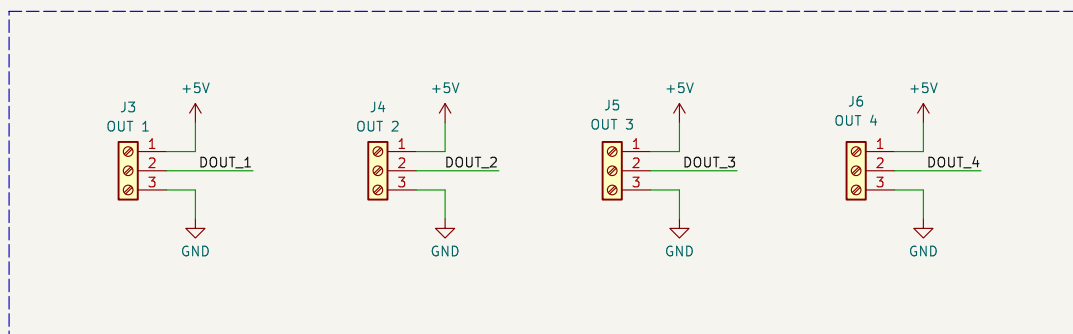 +5V
J3
OUT 1
1
2
3
DOUT_1
GND
+5V
J4
OUT 2
1
2
3
DOUT_2
GND
+5V
J5
OUT 3
1
2
3
DOUT_3
GND
+5V
J6
OUT 4
1
2
3
DOUT_4
GND